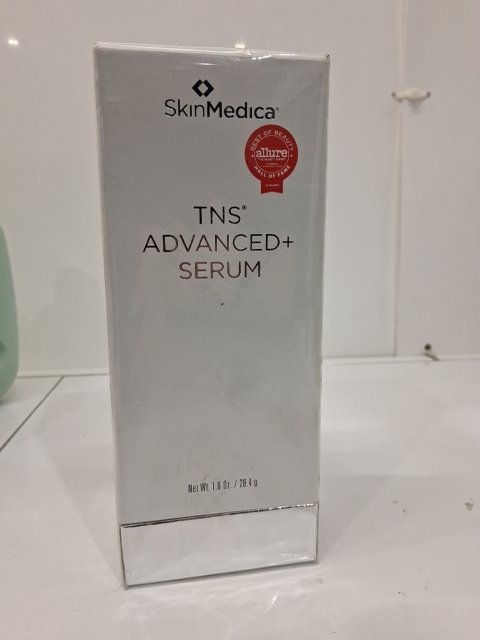 SkinMedica®
BEST OF BEAUTY
allure
HALL OF FAME
TNS®
ADVANCED+
SERUM
Net Wt. 1.0 Oz. / 28.4 g